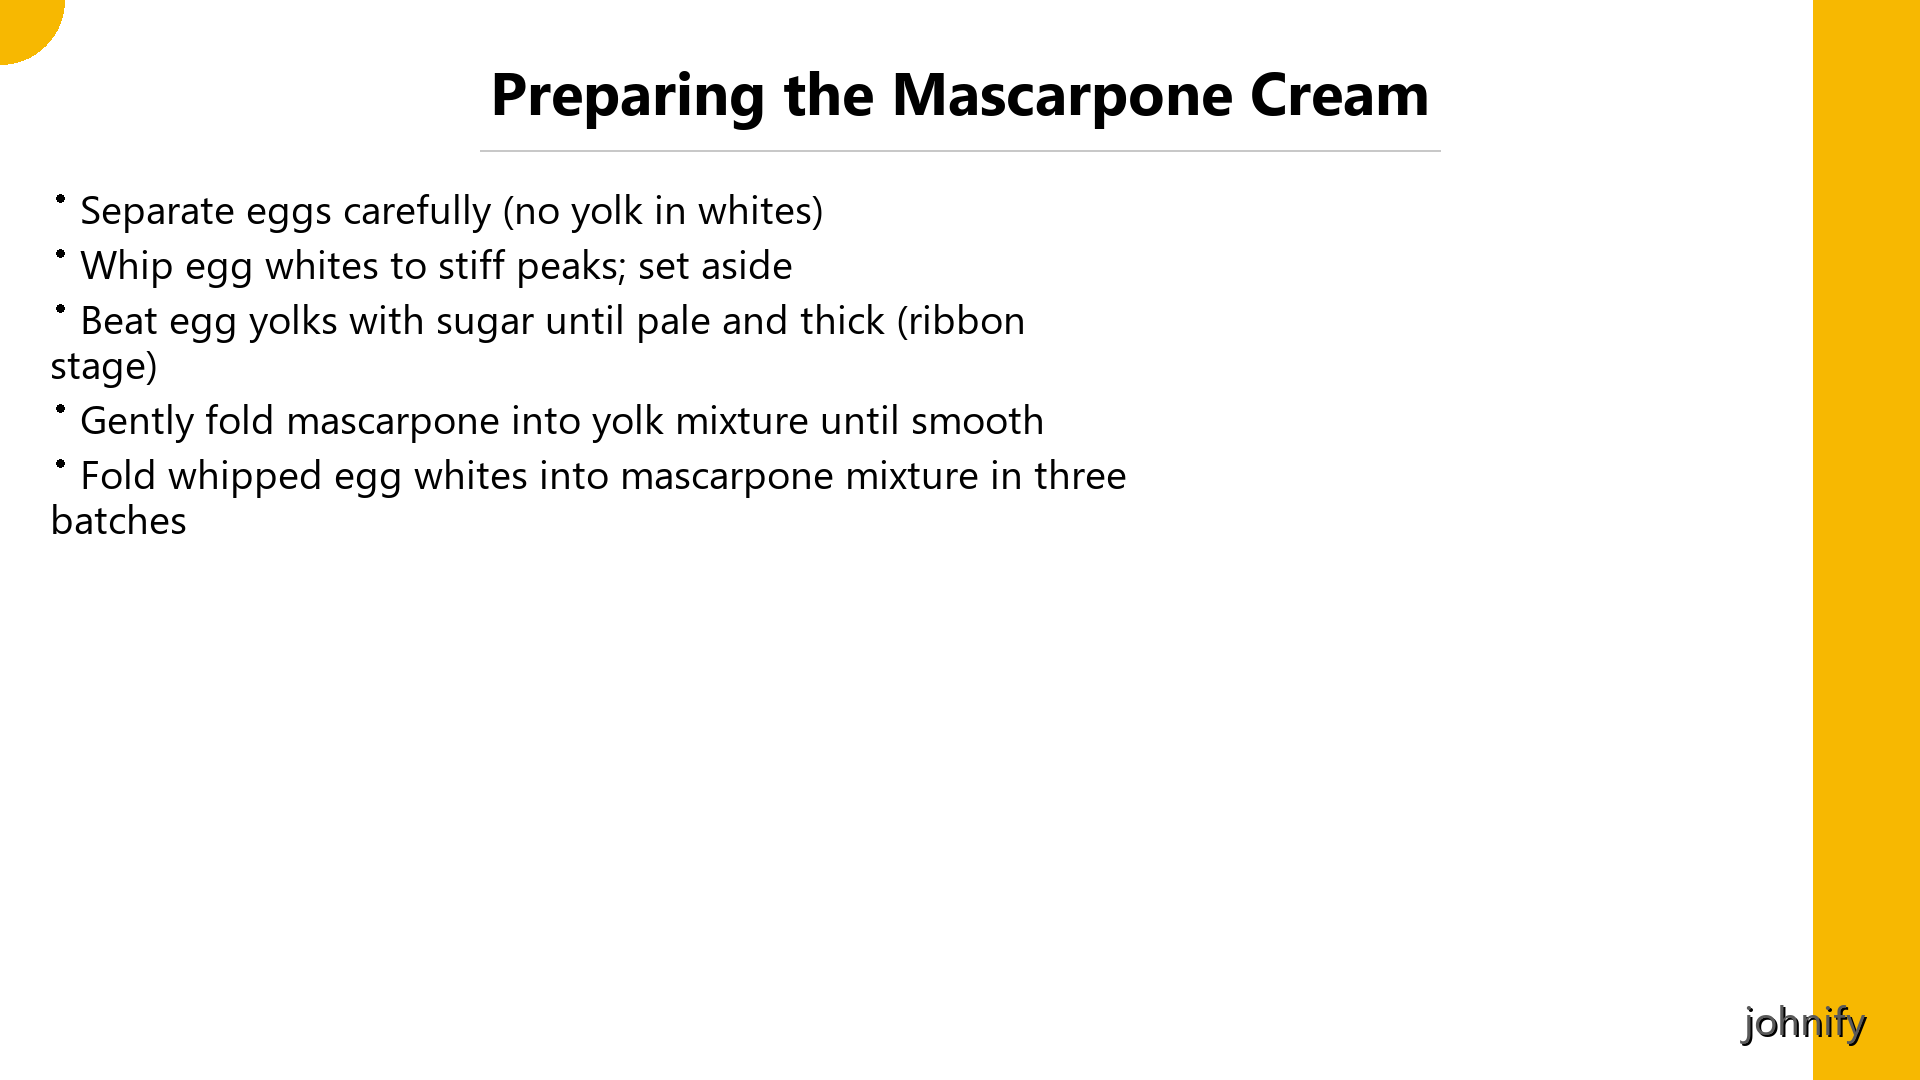 Preparing the Mascarpone Cream
• Separate eggs carefully (no yolk in whites)
• Whip egg whites to stiff peaks; set aside
• Beat egg yolks with sugar until pale and thick (ribbon
stage)
• Gently fold mascarpone into yolk mixture until smooth
• Fold whipped egg whites into mascarpone mixture in three
batches
johnify